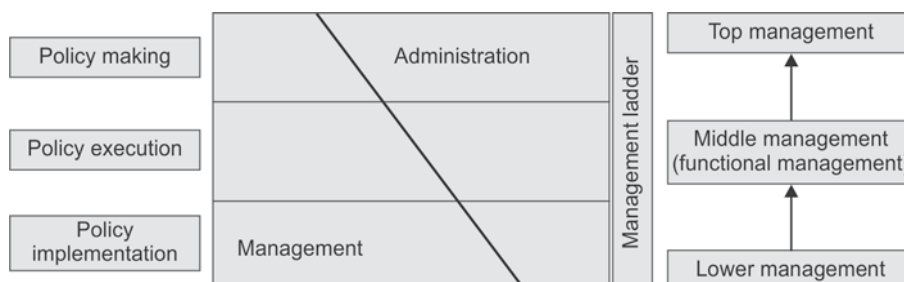 Policy making
Policy execution
Policy
implementation
Administration
Management
Management ladder
Top management
Middle management
(functional management)
Lower management